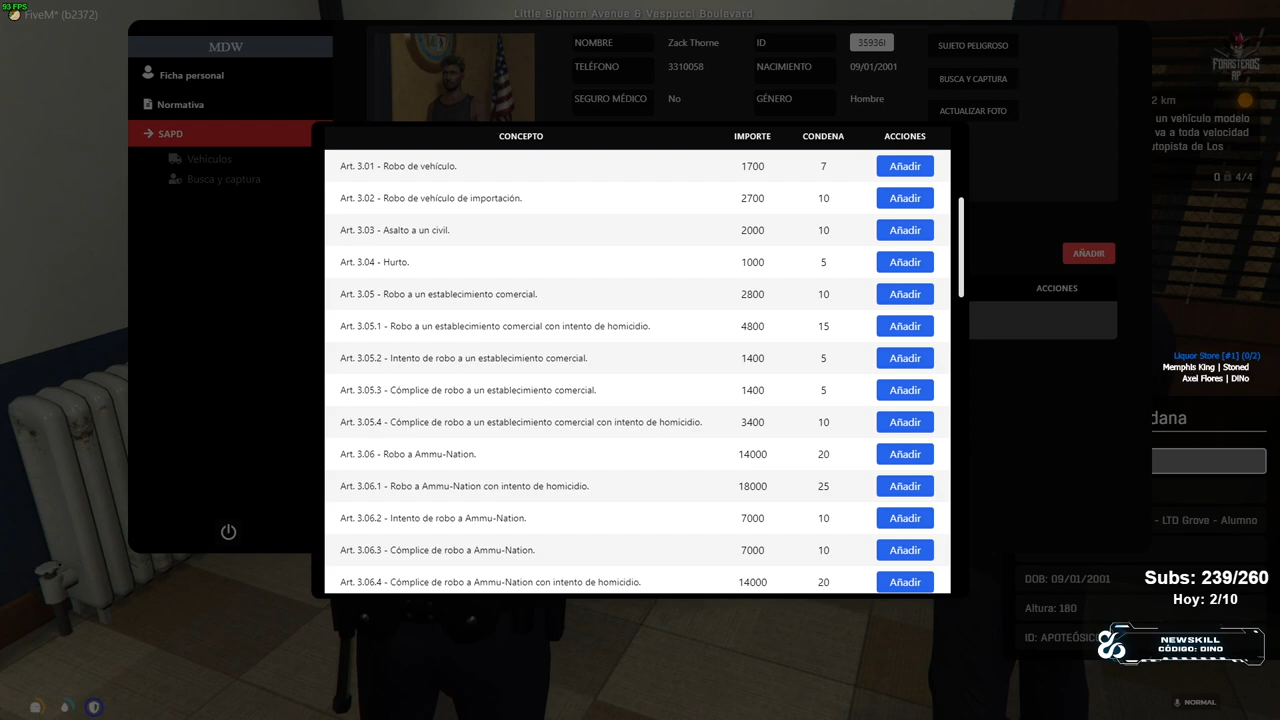 93 FPS
FiveM* (b2372)
Little Bighorn Avenue & Vespucci Boulevard
MDW
Ficha personal
Normativa
SAPD
Vehículos
Busca y captura
NOMBRE Zack Thorne ID 35936I
SUJETO PELIGROSO
TELÉFONO 3310058 NACIMIENTO 09/01/2001
BUSCA Y CAPTURA
SEGURO MÉDICO No GÉNERO Hombre
ACTUALIZAR FOTO
FORASTEROS
RP
2 km
un vehículo modelo
va a toda velocidad
utopista de Los
0 4/4
CONCEPTO IMPORTE CONDENA ACCIONES
Art. 3.01 - Robo de vehículo. 1700 7 Añadir
Art. 3.02 - Robo de vehículo de importación. 2700 10 Añadir
Art. 3.03 - Asalto a un civil. 2000 10 Añadir
Art. 3.04 - Hurto. 1000 5 Añadir
Art. 3.05 - Robo a un establecimiento comercial. 2800 10 Añadir
Art. 3.05.1 - Robo a un establecimiento comercial con intento de homicidio. 4800 15 Añadir
Art. 3.05.2 - Intento de robo a un establecimiento comercial. 1400 5 Añadir
Art. 3.05.3 - Cómplice de robo a un establecimiento comercial. 1400 5 Añadir
Art. 3.05.4 - Cómplice de robo a un establecimiento comercial con intento de homicidio. 3400 10 Añadir
Art. 3.06 - Robo a Ammu-Nation. 14000 20 Añadir
Art. 3.06.1 - Robo a Ammu-Nation con intento de homicidio. 18000 25 Añadir
Art. 3.06.2 - Intento de robo a Ammu-Nation. 7000 10 Añadir
Art. 3.06.3 - Cómplice de robo a Ammu-Nation. 7000 10 Añadir
Art. 3.06.4 - Cómplice de robo a Ammu-Nation con intento de homicidio. 14000 20 Añadir
AÑADIR
ACCIONES
Liquor Store [#1] (0/2)
Memphis King | Stoned
Axel Flores | DINo
dana
- LTD Grove - Alumno
DOB: 09/01/2001
Altura: 180
ID: APOTEÓSICO
Subs: 239/260
Hoy: 2/10
NEWSKILL
CÓDIGO: DINO
NORMAL